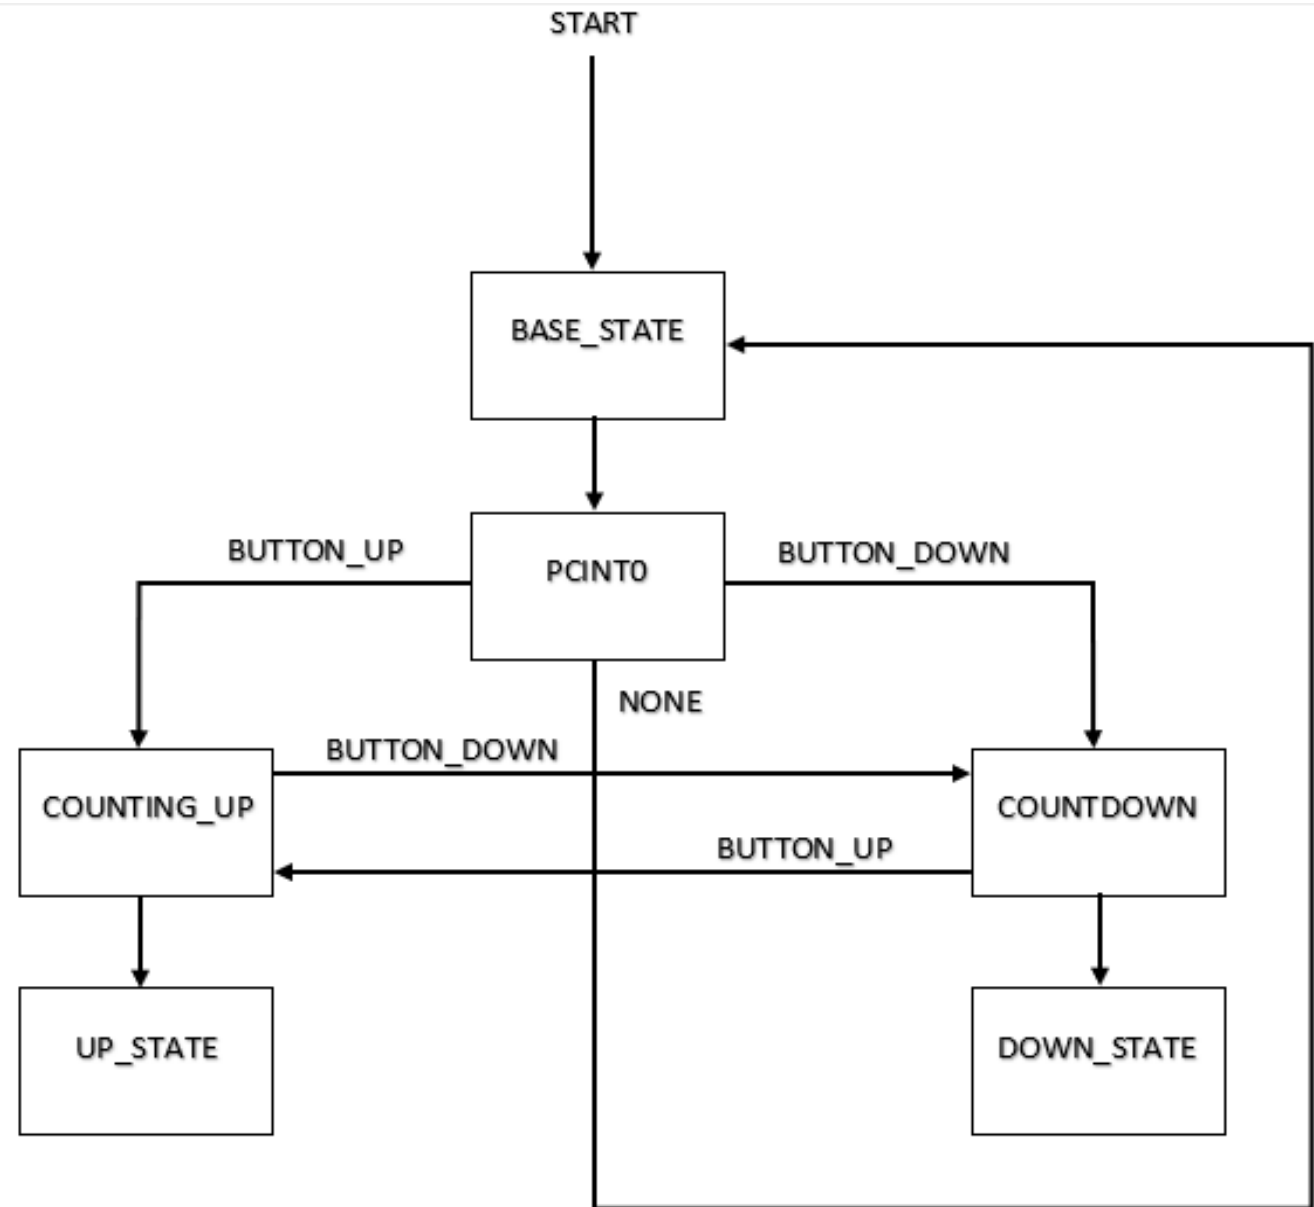 START
BASE_STATE
BUTTON_UP
PCINT0
BUTTON_DOWN
NONE
BUTTON_DOWN
COUNTING_UP
COUNTDOWN
BUTTON_UP
UP_STATE
DOWN_STATE